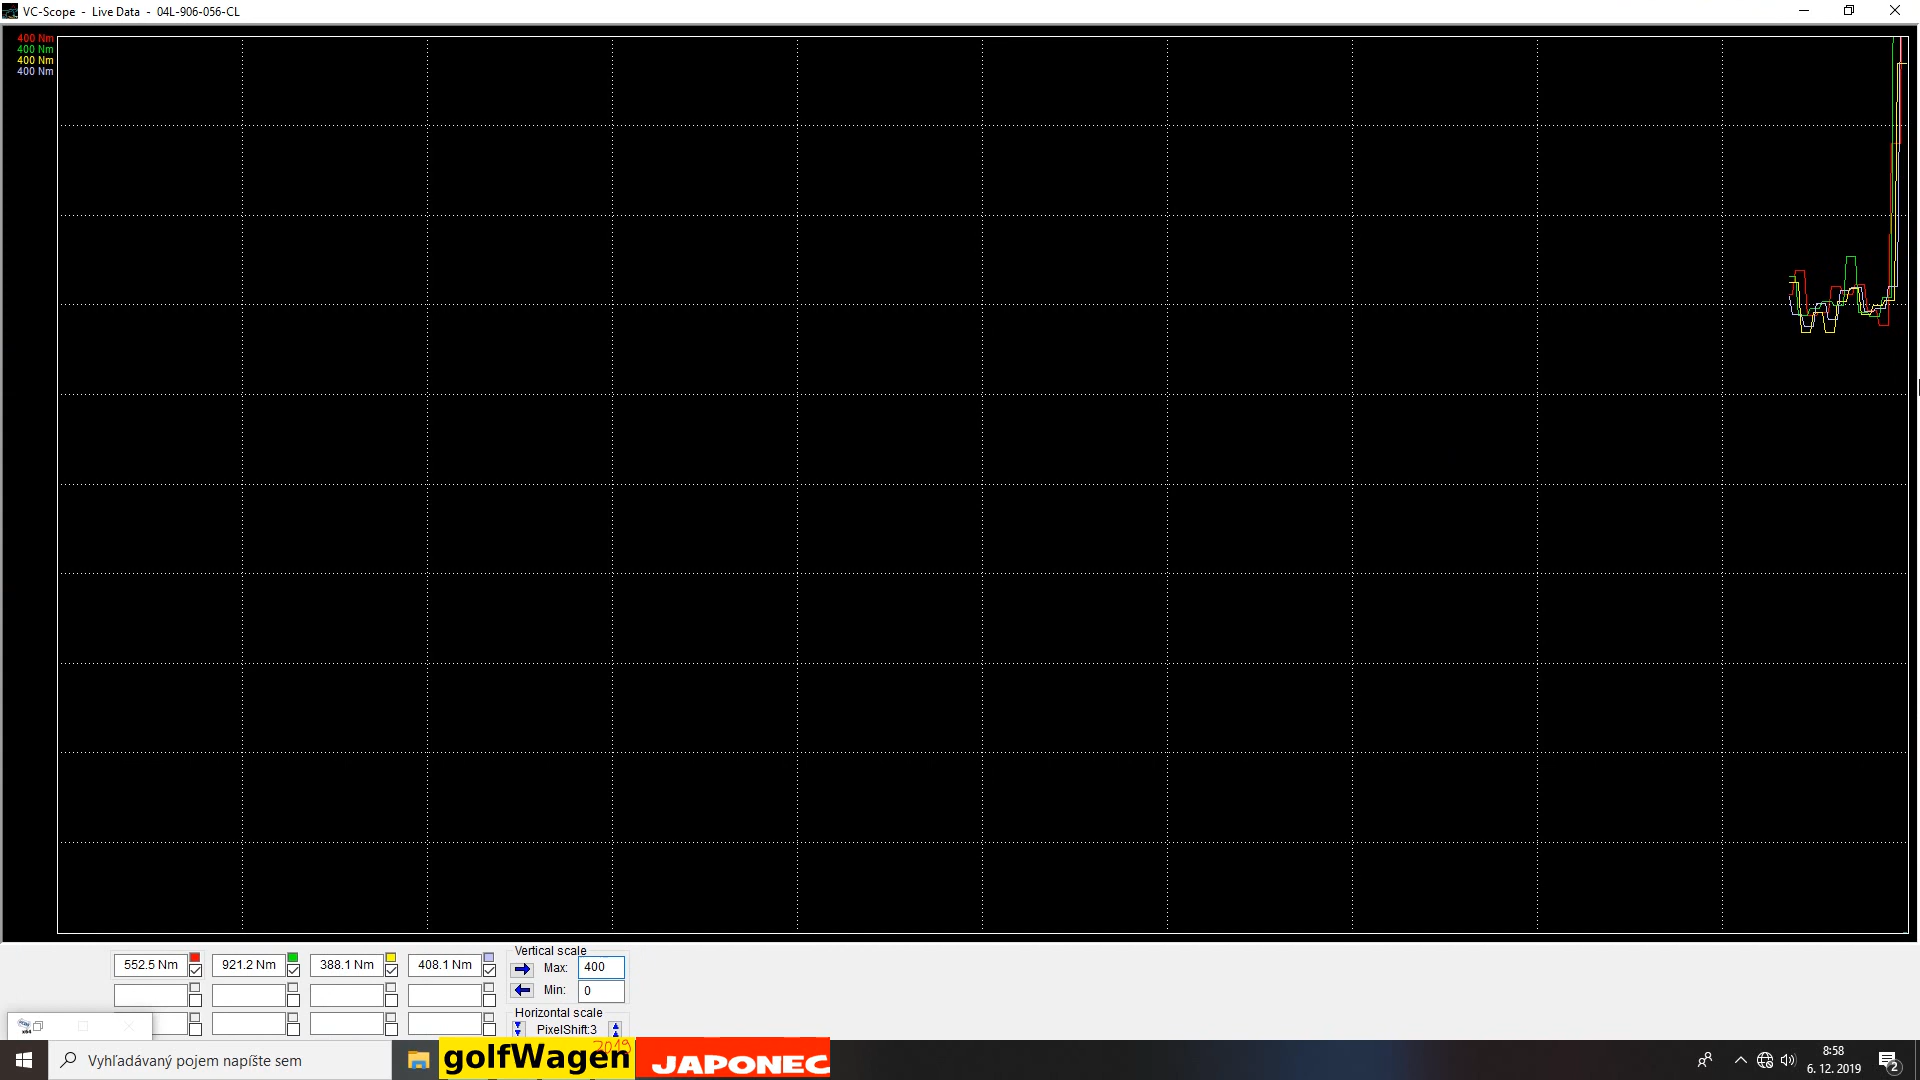 VC-Scope - Live Data - 04L-906-056-CL
400 Nm
400 Nm
400 Nm
400 Nm
552.5 Nm 921.2 Nm 388.1 Nm 408.1 Nm
Vertical scale
Max: 400
Min: 0
Horizontal scale
PixelShift:3
Vyhľadávaný pojem napíšte sem
golfWagen
2019
JAPONEC
8:58
6. 12. 2019
2